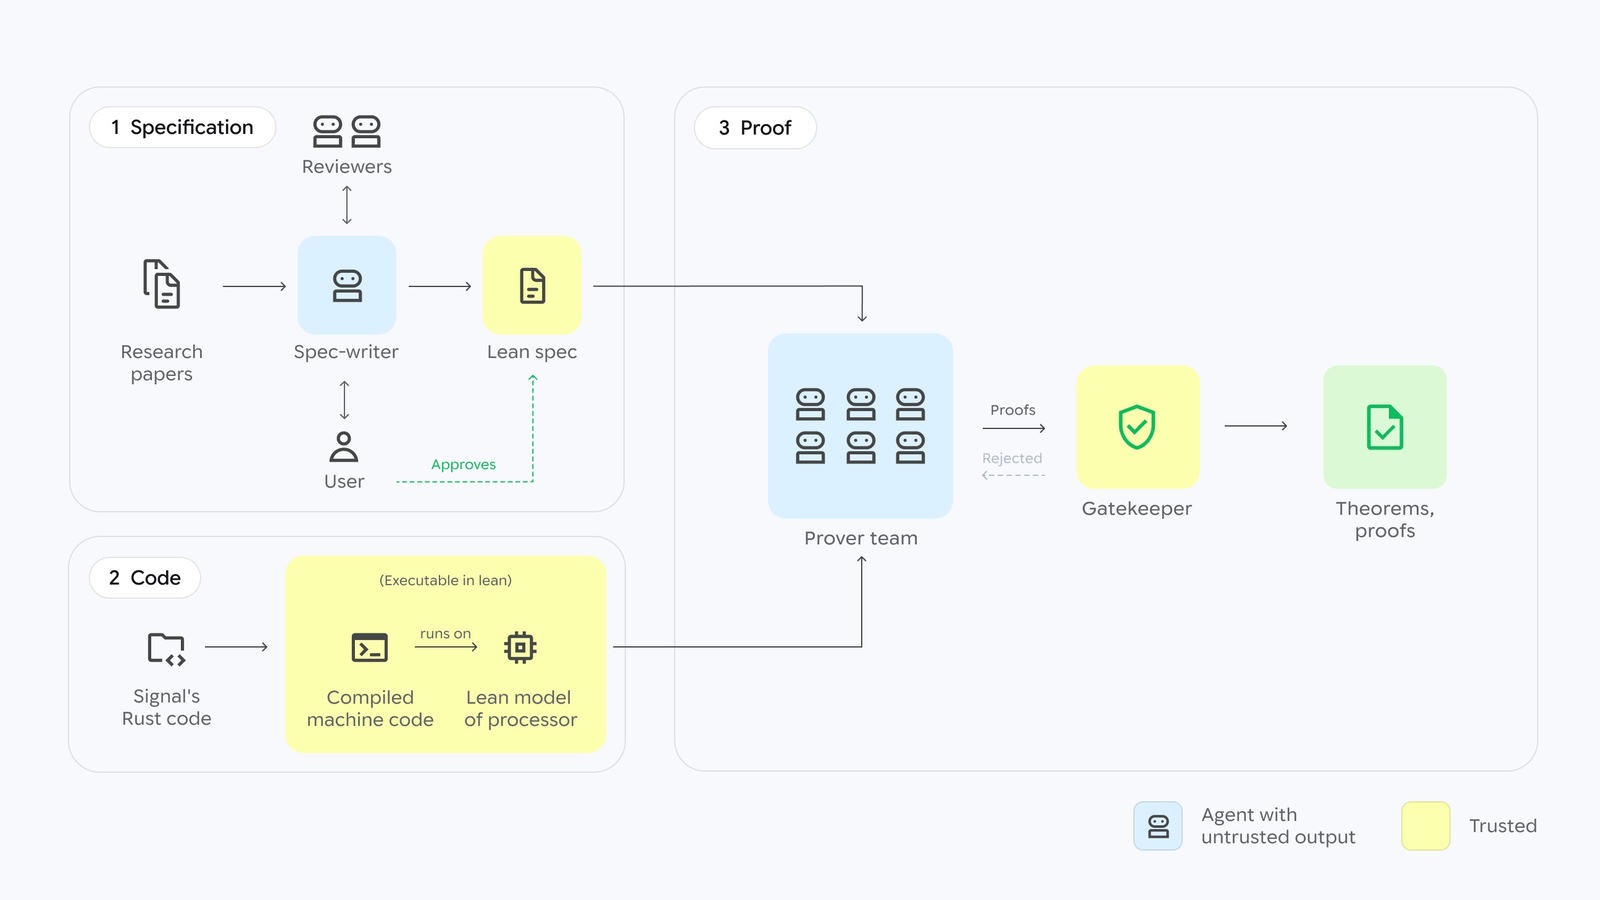 1 Specification
Reviewers
Research
papers
Spec-writer
Lean spec
Approves
User
2 Code
(Executable in lean)
runs on
Signal's
Rust code
Compiled
machine code
Lean model
of processor
3 Proof
Prover team
Proofs
Rejected
Gatekeeper
Theorems,
proofs
Agent with
untrusted output
Trusted